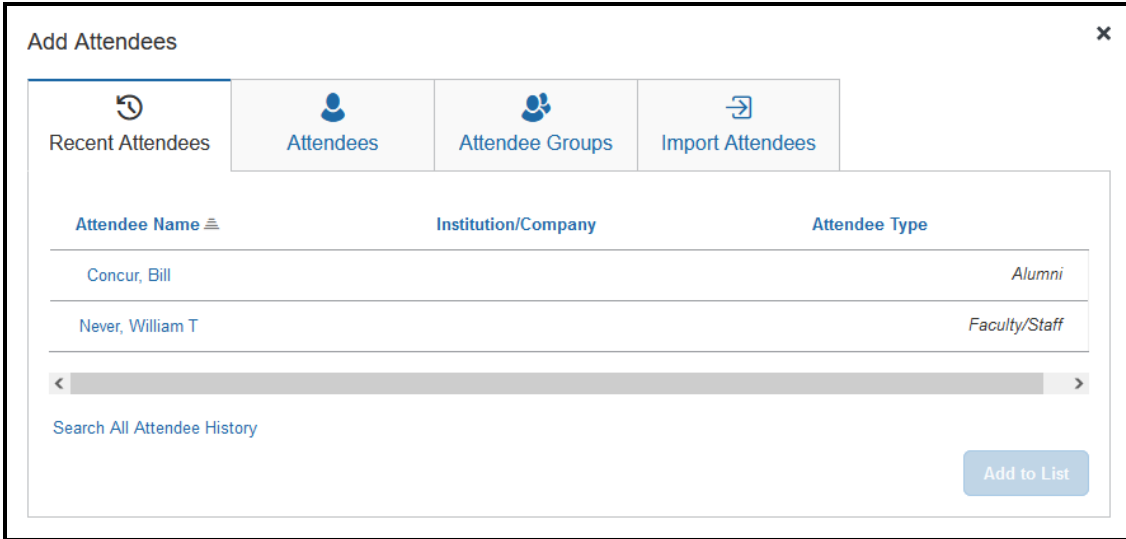 Add Attendees
Recent Attendees Attendees Attendee Groups Import Attendees
Attendee Name Institution/Company Attendee Type
Concur, Bill Alumni
Never, William T Faculty/Staff
Search All Attendee History
Add to List